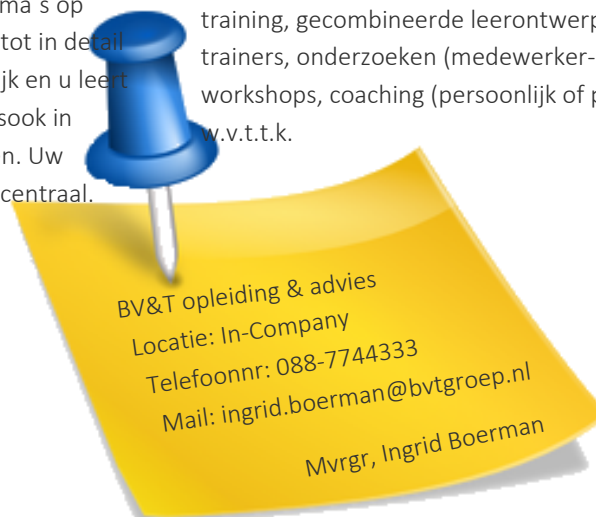 ma's op
tot in detail
jk en u leert
sook in
n. Uw
centraal.
training, gecombineerde leerontwerp
trainers, onderzoeken (medewerker-
workshops, coaching (persoonlijk of p
w.v.t.t.k.
BV&T opleiding & advies
Locatie: In-Company
Telefoonnr: 088-7744333
Mail: ingrid.boerman@bvtgroep.nl
Mvrgr, Ingrid Boerman